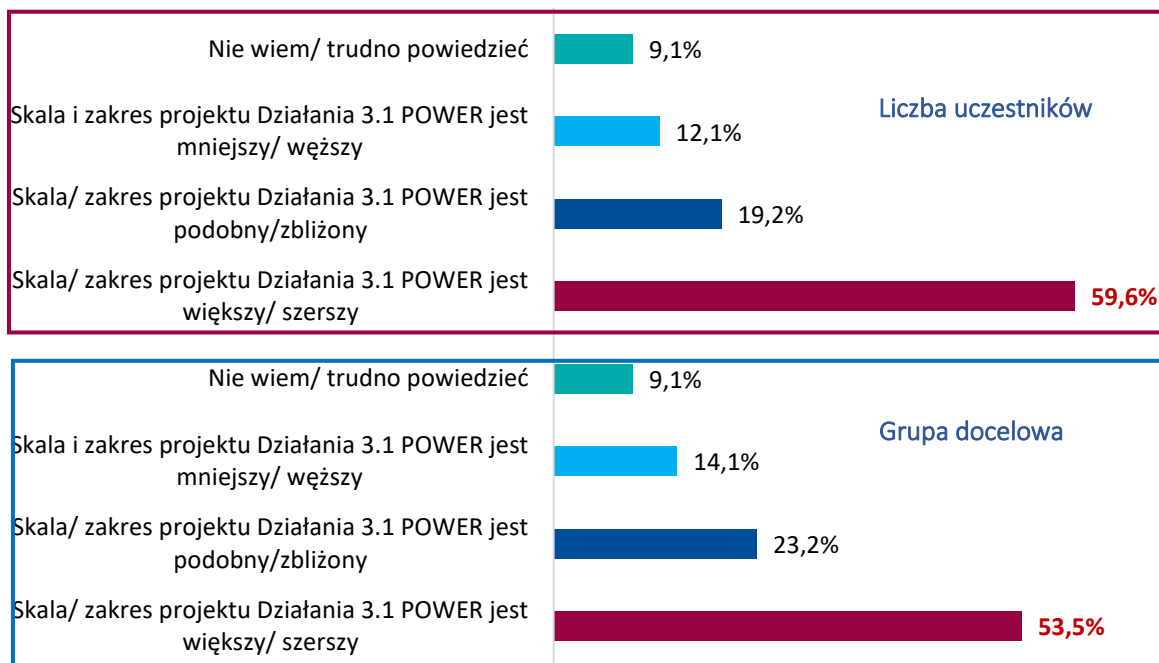 Nie wiem/ trudno powiedzieć
9,1%
Liczba uczestników
Skala i zakres projektu Działania 3.1 POWER jest
mniejszy/ węższy
12,1%
Skala/ zakres projektu Działania 3.1 POWER jest
podobny/zbliżony
19,2%
Skala/ zakres projektu Działania 3.1 POWER jest
większy/ szerszy
59,6%
Nie wiem/ trudno powiedzieć
9,1%
Grupa docelowa
Skala i zakres projektu Działania 3.1 POWER jest
mniejszy/ węższy
14,1%
Skala/ zakres projektu Działania 3.1 POWER jest
podobny/zbliżony
23,2%
Skala/ zakres projektu Działania 3.1 POWER jest
większy/ szerszy
53,5%